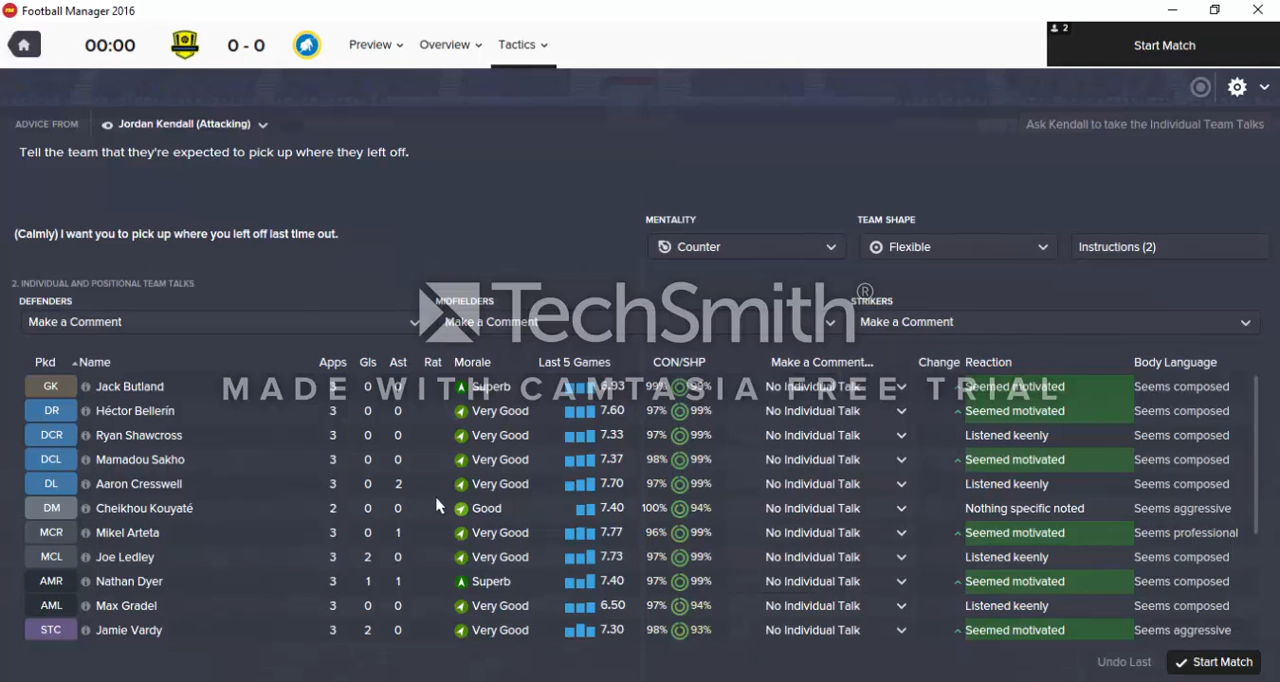 FM Football Manager 2016
00:00 0 - 0 Preview Overview Tactics 2 Start Match
ADVICE FROM Jordan Kendall (Attacking) Ask Kendall to take the Individual Team Talks
Tell the team that they're expected to pick up where they left off.
MENTALITY TEAM SHAPE
(Calmly) I want you to pick up where you left off last time out. Counter Flexible Instructions (2)
2. INDIVIDUAL AND POSITIONAL TEAM TALKS
DEFENDERS MIDFIELDERS STRIKERS
Make a Comment Make a Comment Make a Comment
TechSmith®
Pkd Name Apps Gls Ast Rat Morale Last 5 Games CON/SHP Make a Comment... Change Reaction Body Language
MADE WITH CAMTASIA FREE TRIAL
GK Jack Butland 3 0 0 Superb 6.93 99% 99% No Individual Talk Seemed motivated Seems composed
DR Héctor Bellerín 3 0 0 Very Good 7.60 97% 99% No Individual Talk Seemed motivated Seems composed
DCR Ryan Shawcross 3 0 0 Very Good 7.33 97% 99% No Individual Talk Listened keenly Seems composed
DCL Mamadou Sakho 3 0 0 Very Good 7.37 98% 99% No Individual Talk Seemed motivated Seems composed
DL Aaron Cresswell 3 0 2 Very Good 7.70 97% 99% No Individual Talk Listened keenly Seems composed
DM Cheikhou Kouyaté 2 0 0 Good 7.40 100% 94% No Individual Talk Nothing specific noted Seems aggressive
MCR Mikel Arteta 3 0 1 Very Good 7.77 96% 99% No Individual Talk Seemed motivated Seems professional
MCL Joe Ledley 3 2 0 Very Good 7.73 97% 99% No Individual Talk Listened keenly Seems composed
AMR Nathan Dyer 3 1 1 Superb 7.40 97% 99% No Individual Talk Seemed motivated Seems composed
AML Max Gradel 3 0 0 Very Good 6.50 97% 94% No Individual Talk Listened keenly Seems composed
STC Jamie Vardy 3 2 0 Very Good 7.30 98% 93% No Individual Talk Seemed motivated Seems aggressive
Undo Last Start Match